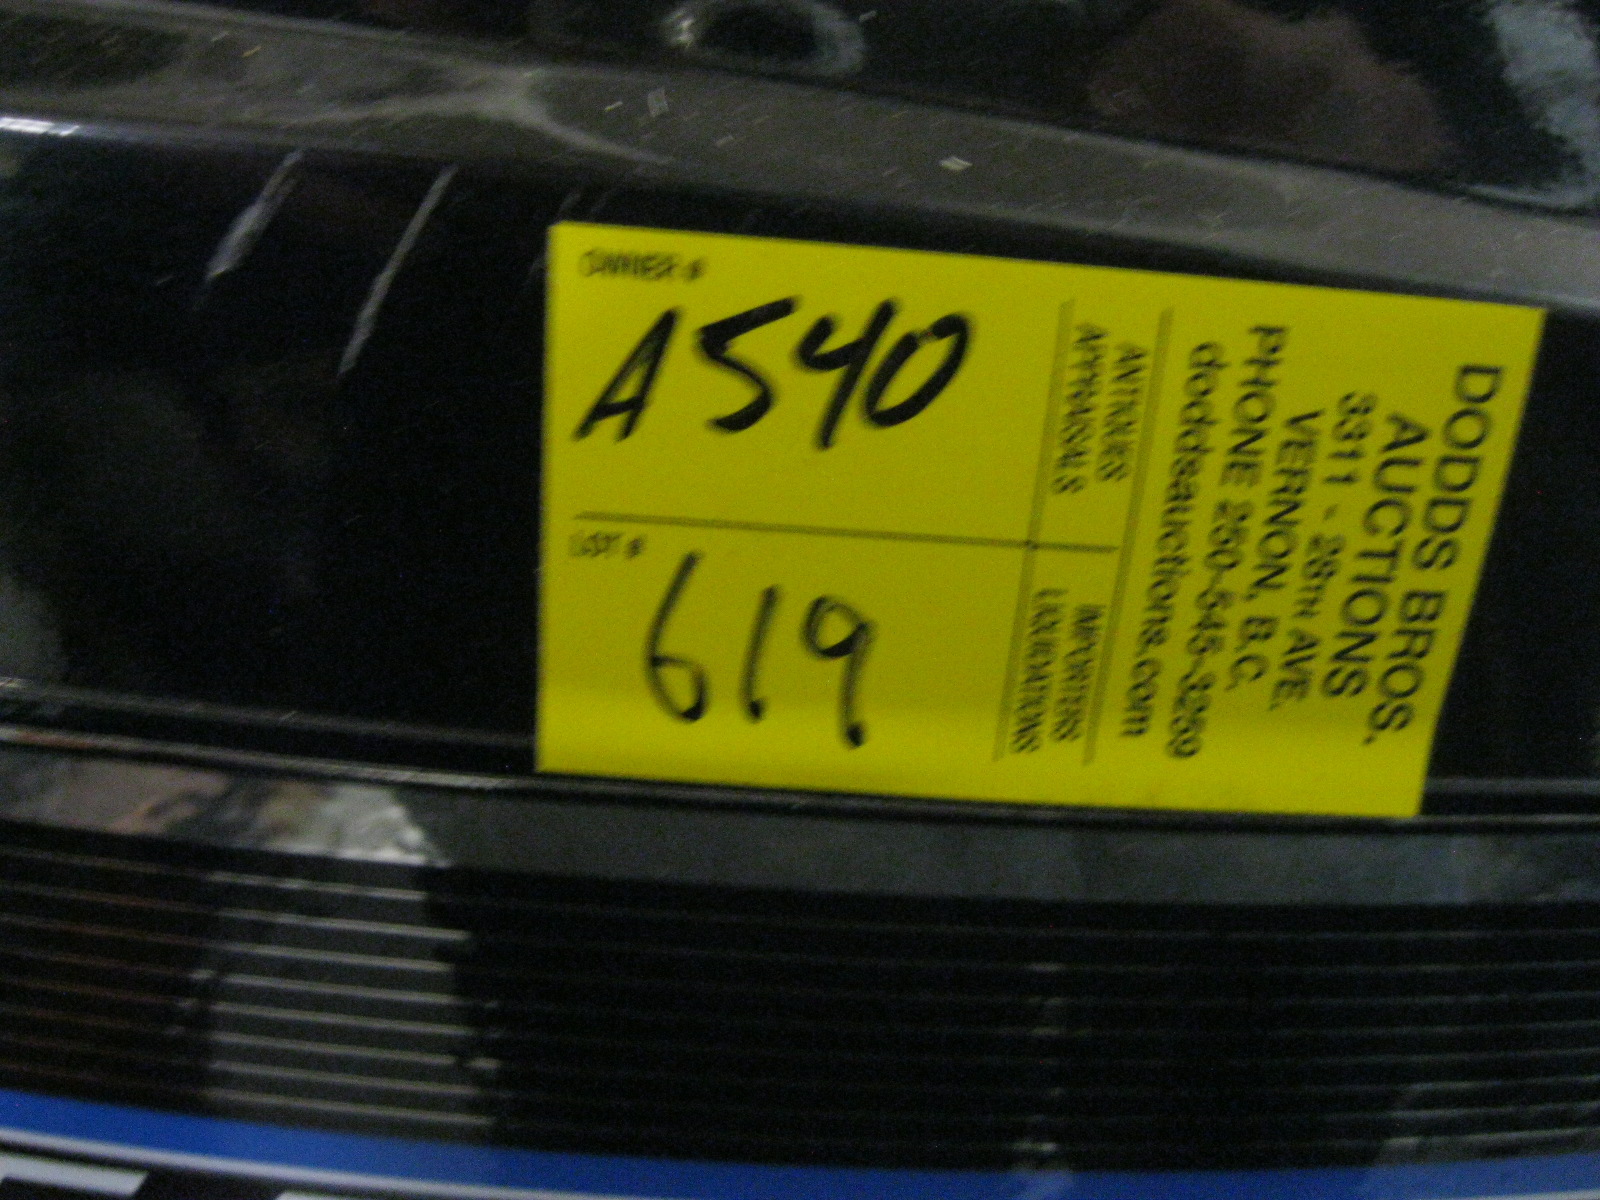 OWNER #
A540
LOT #
619
ANTIQUES
APPRAISALS
IMPORTERS
LIQUIDATIONS
DODDS BROS.
AUCTIONS
3311 - 28TH AVE.
VERNON, B.C.
PHONE 250-545-3259
doddsauctions.com